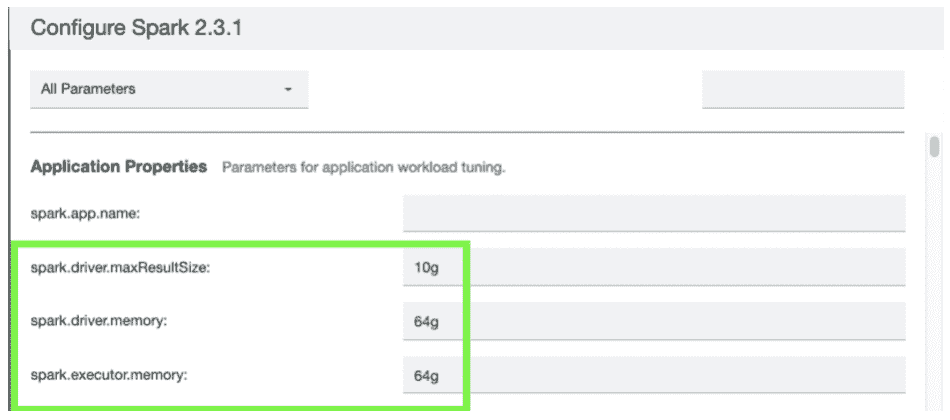 Configure Spark 2.3.1
All Parameters
Application Properties Parameters for application workload tuning.
spark.app.name:
spark.driver.maxResultSize: 10g
spark.driver.memory: 64g
spark.executor.memory: 64g